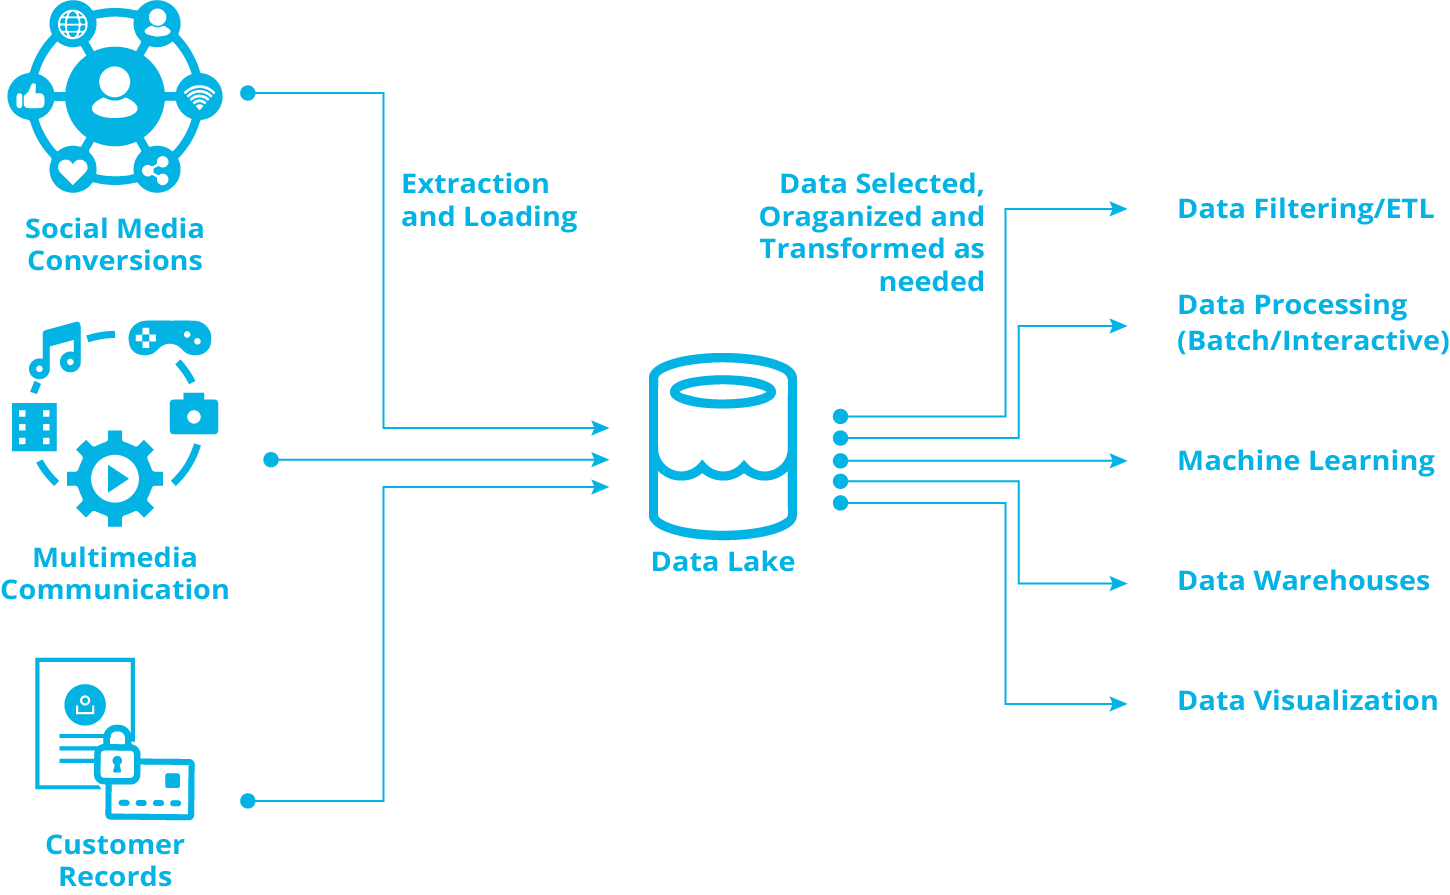 Social Media
Conversions
Multimedia
Communication
Customer
Records
Extraction
and Loading
Data Lake
Data Selected,
Oraganized and
Transformed as
needed
Data Filtering/ETL
Data Processing
(Batch/Interactive)
Machine Learning
Data Warehouses
Data Visualization